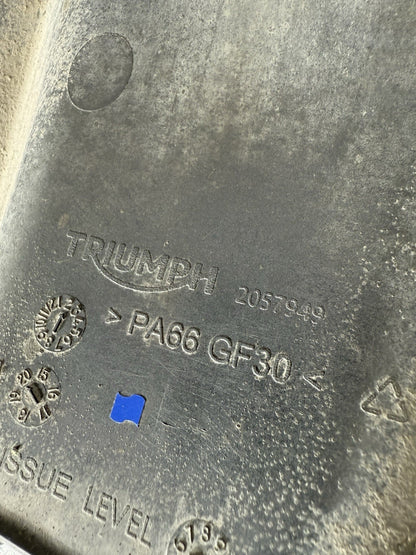 TRIUMPH 2057949
>PA66 GF30<
ISSUE LEVEL